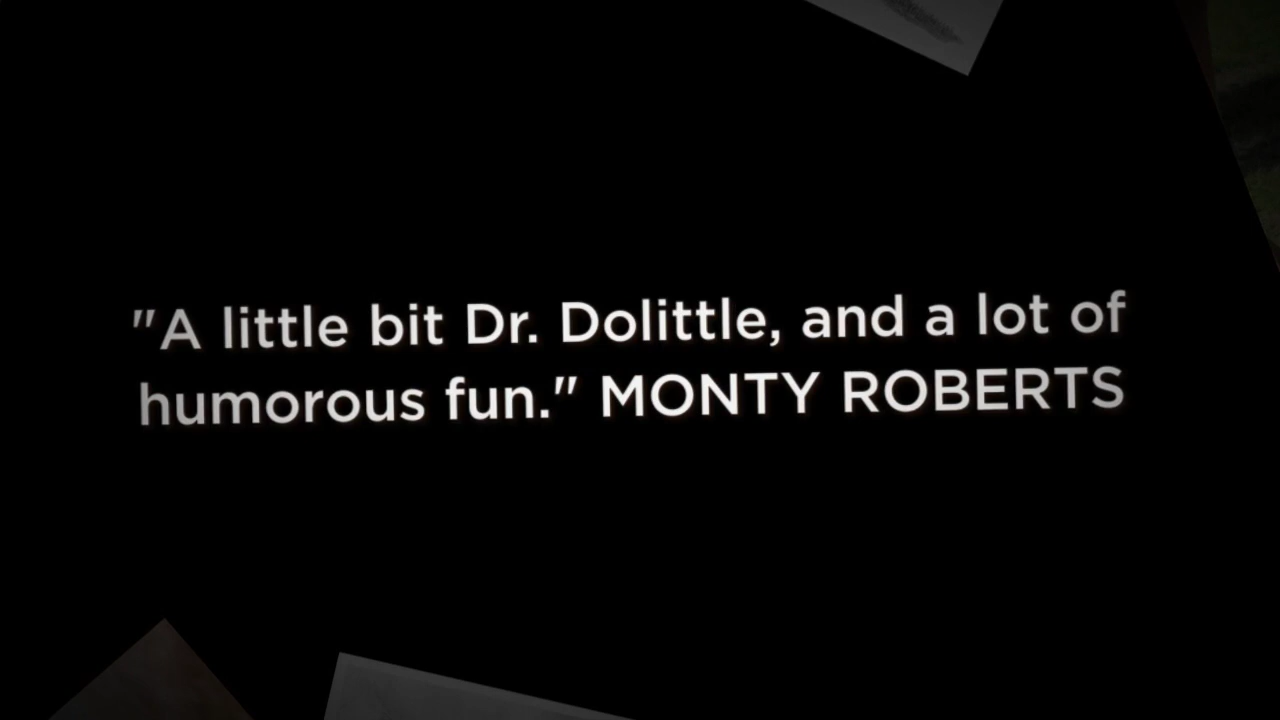 "A little bit Dr. Dolittle, and a lot of
humorous fun." MONTY ROBERTS